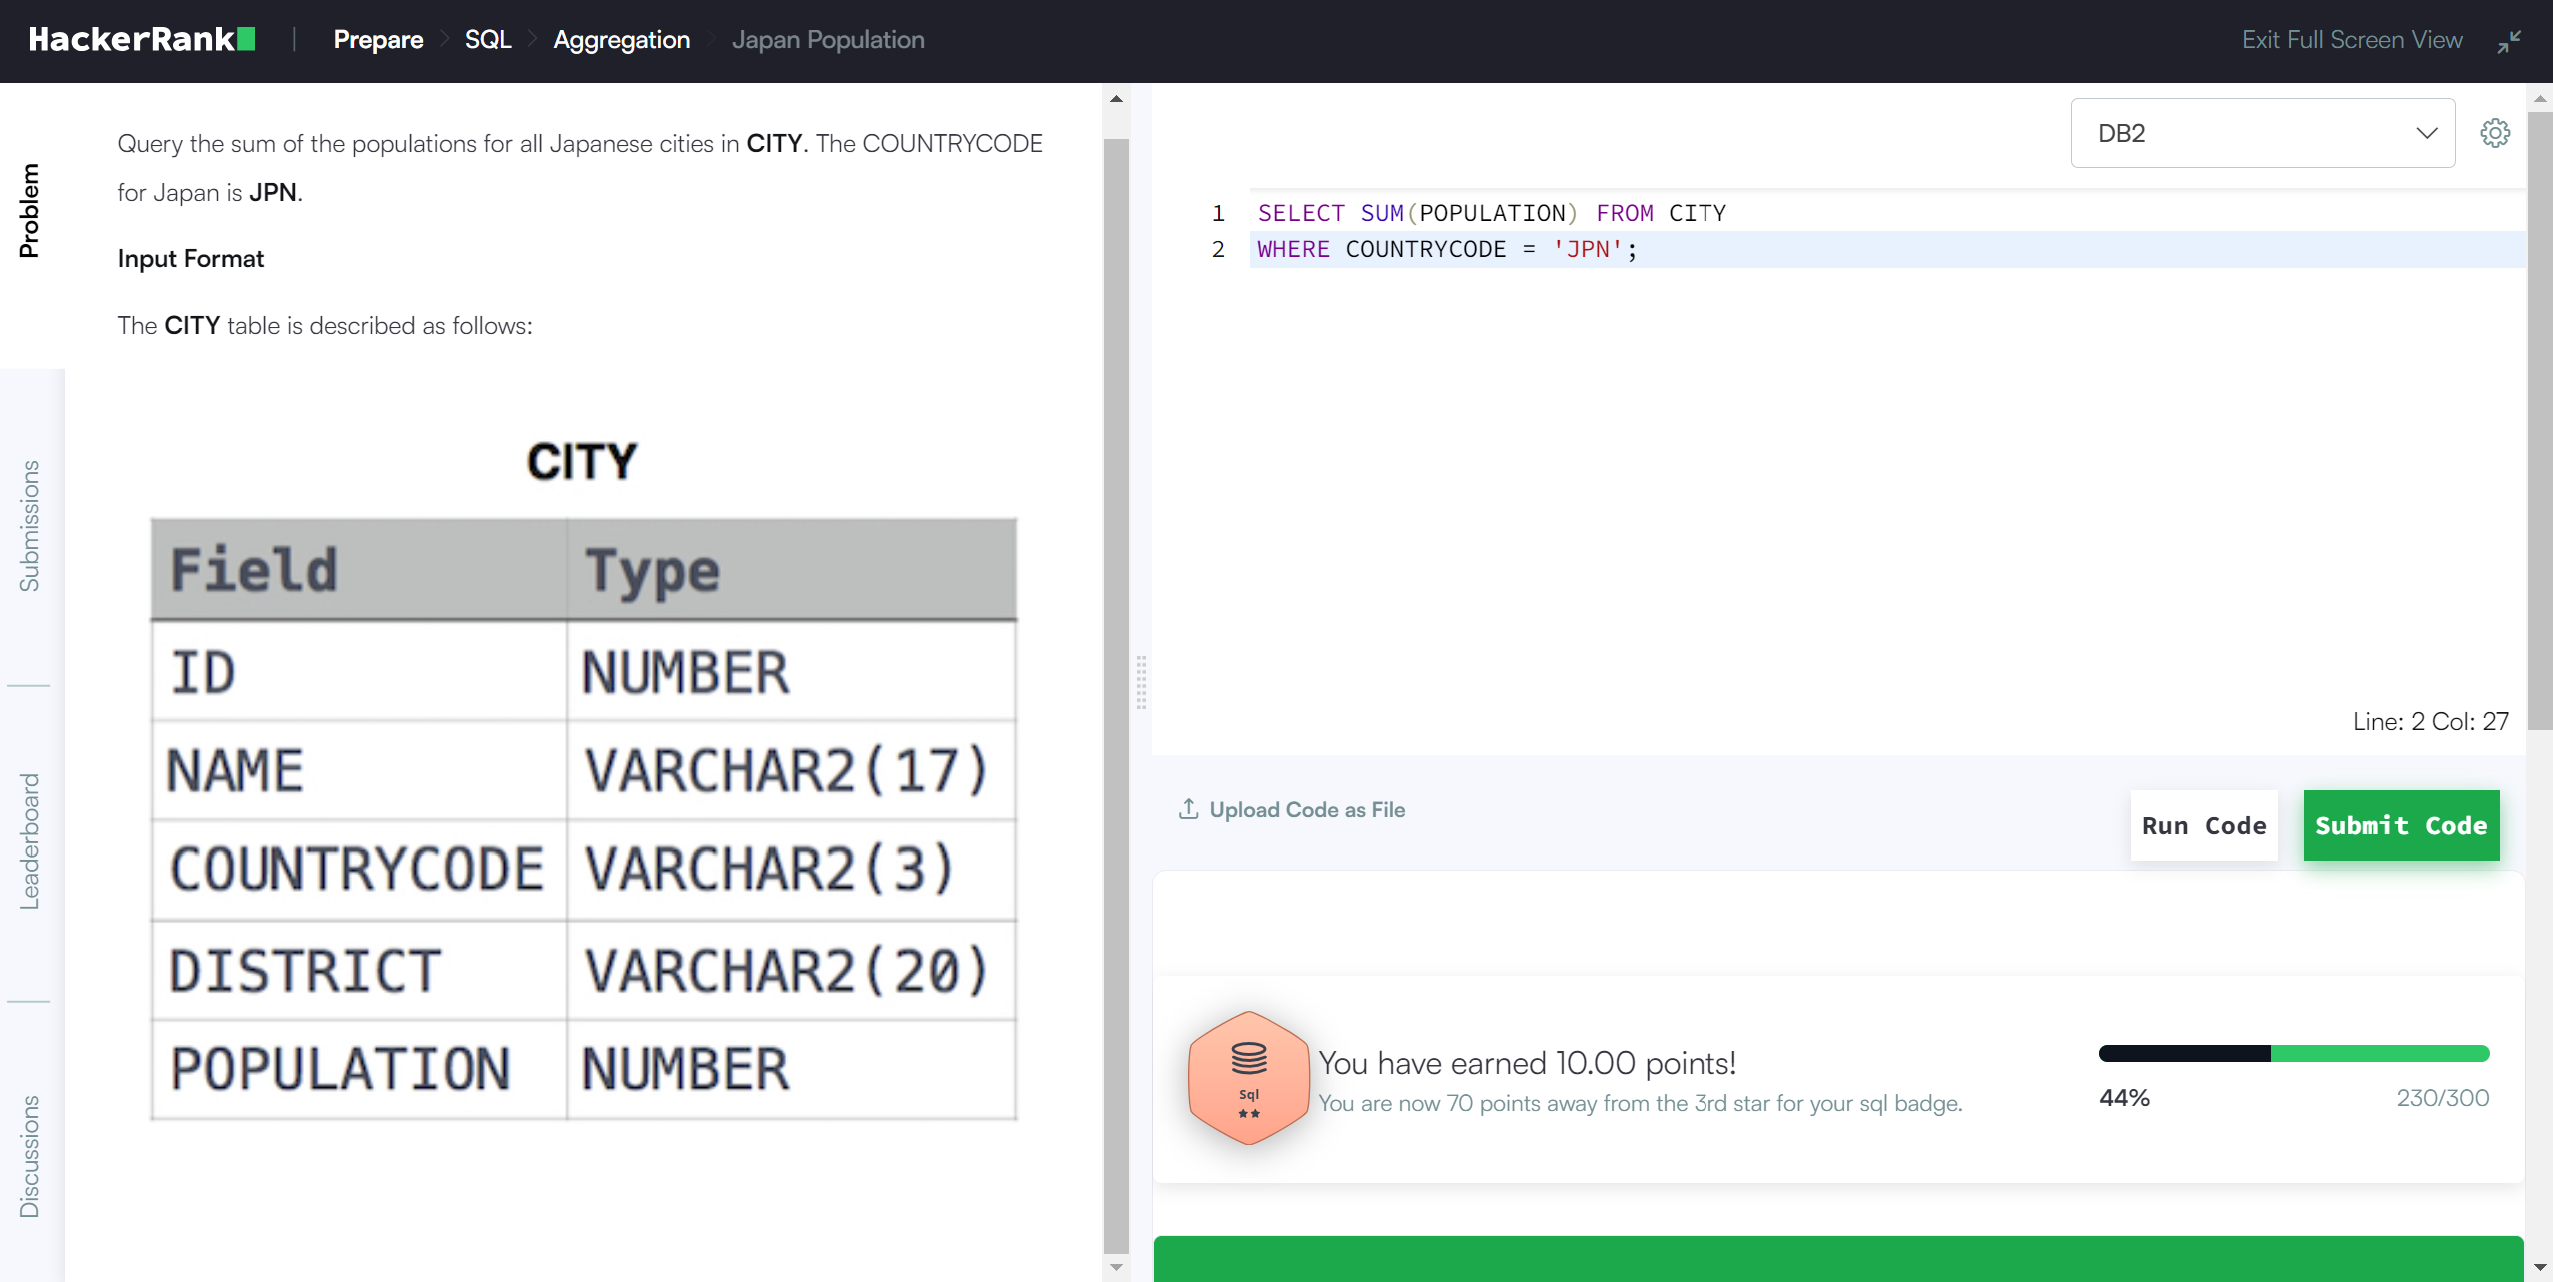 HackerRank | Prepare > SQL > Aggregation > Japan Population
Exit Full Screen View
Problem
Submissions
Leaderboard
Discussions
Query the sum of the populations for all Japanese cities in CITY. The COUNTRYCODE
for Japan is JPN.
Input Format
The CITY table is described as follows:
CITY
Field Type
ID NUMBER
NAME VARCHAR2(17)
COUNTRYCODE VARCHAR2(3)
DISTRICT VARCHAR2(20)
POPULATION NUMBER
DB2
1 SELECT SUM(POPULATION) FROM CITY
2 WHERE COUNTRYCODE = 'JPN';
Line: 2 Col: 27
Upload Code as File
Run Code
Submit Code
Sql
★★
You have earned 10.00 points!
You are now 70 points away from the 3rd star for your sql badge.
44% 230/300